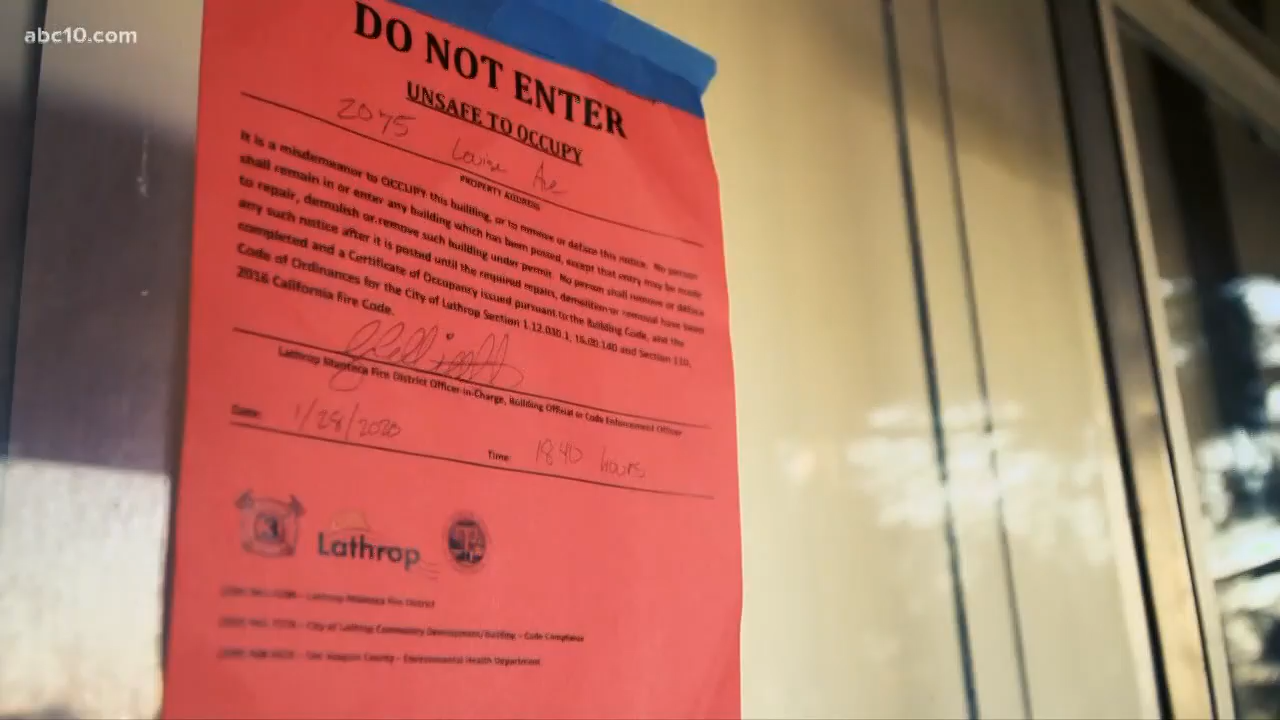 abc10.com
DO NOT ENTER
UNSAFE TO OCCUPY
2075 Louise Ave
PROPERTY ADDRESS
It is a misdemeanor to OCCUPY this building, or to remove or deface this notice. No person
shall remain in or enter any building which has been posted, except that entry may be made
to repair, demolish or remove such building under permit. No person shall remove or deface
any such notice after it is posted until the required repairs, demolition or removal have been
completed and a Certificate of Occupancy issued pursuant to the Building Code, and the
Code of Ordinances for the City of Lathrop Section 1.12.030.1, 16.00.140 and Section 110,
2016 California Fire Code.
Lathrop Manteca Fire District Officer in-Charge, Building Official or Code Enforcement Officer
Date: 1/28/2020
Time: 1840 hours
Lathrop
– Lathrop Manteca Fire District
– City of Lathrop Community Development/Building – Code Compliance
– San Joaquin County – Environmental Health Department